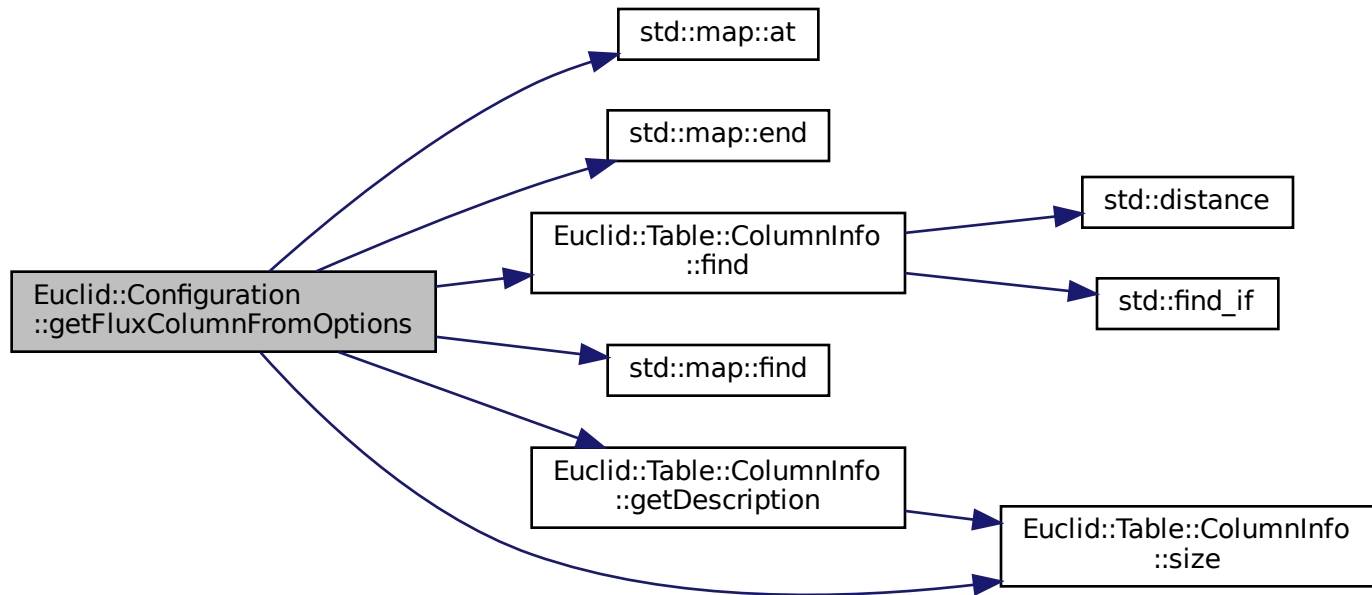 Euclid::Configuration
::getFluxColumnFromOptions
std::map::at
std::map::end
Euclid::Table::ColumnInfo
::find
std::distance
std::find_if
std::map::find
Euclid::Table::ColumnInfo
::getDescription
Euclid::Table::ColumnInfo
::size